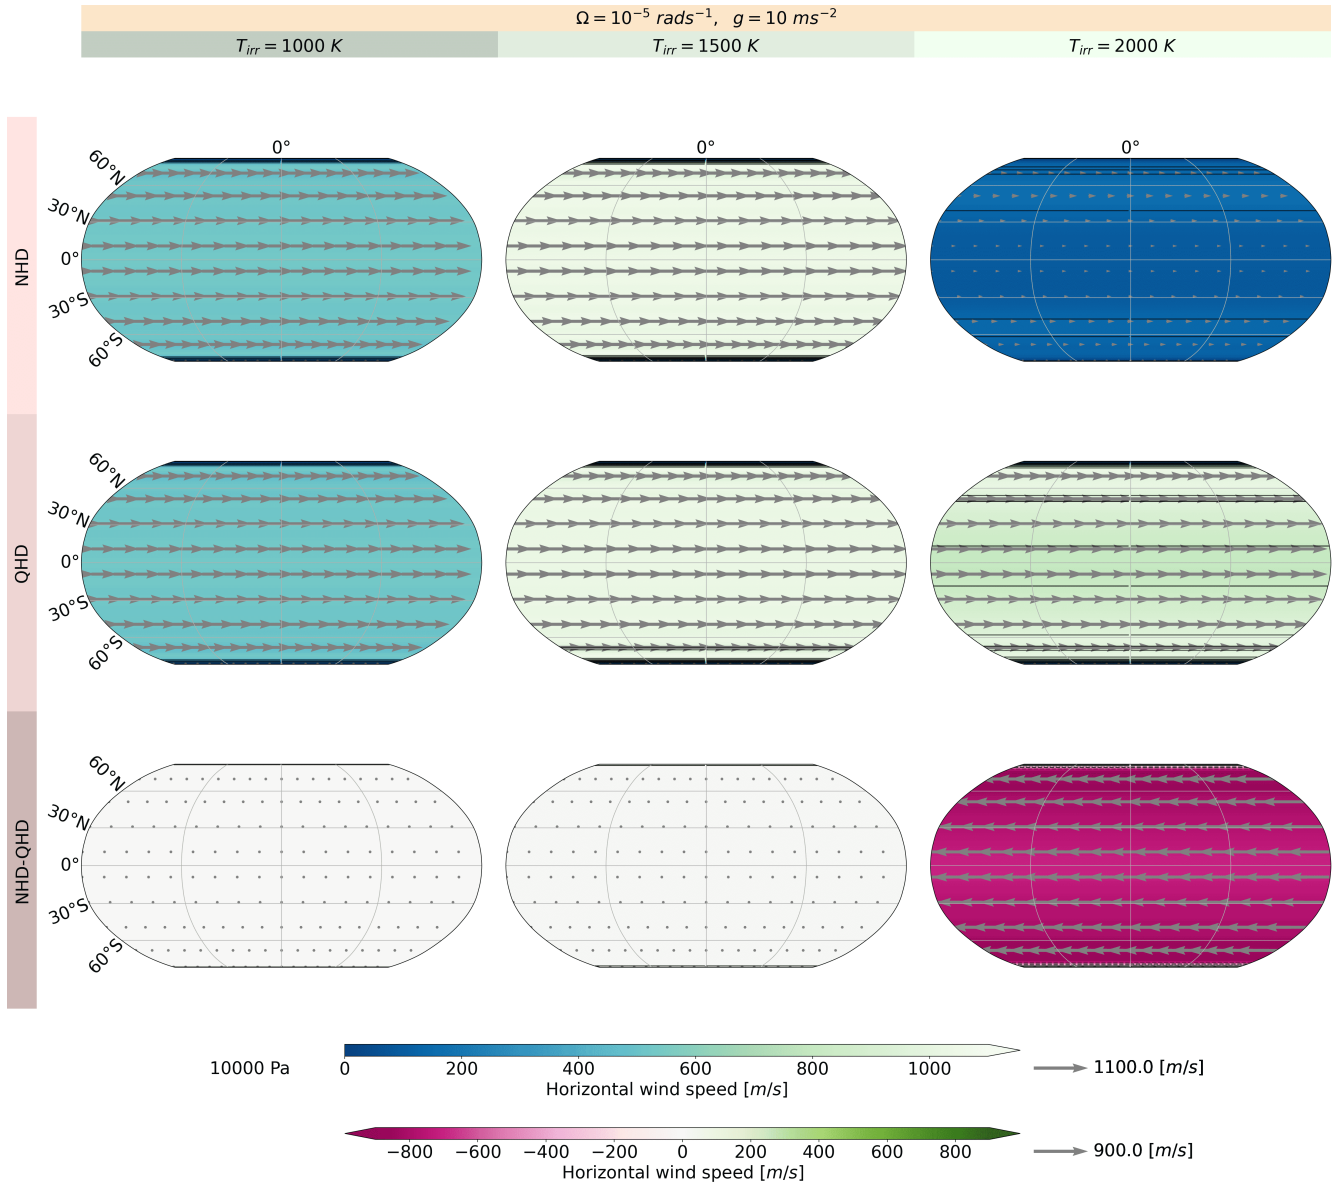 Ω = 10⁻⁵ rads⁻¹, g = 10 ms⁻²
T_irr = 1000 K T_irr = 1500 K T_irr = 2000 K
0° 0° 0°
NHD
60°N
30°N
0°
30°S
60°S
QHD
60°N
30°N
0°
30°S
60°S
NHD-QHD
60°N
30°N
0°
30°S
60°S
10000 Pa
0 200 400 600 800 1000
Horizontal wind speed [m/s]
1100.0 [m/s]
−800 −600 −400 −200 0 200 400 600 800
Horizontal wind speed [m/s]
900.0 [m/s]